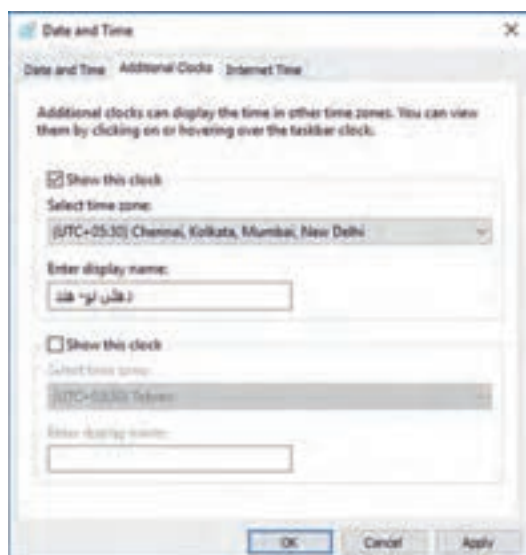 Date and Time
Date and Time Additional Clocks Internet Time
Additional clocks can display the time in other time zones. You can view
them by clicking on or hovering over the taskbar clock.
Show this clock
Select time zone:
(UTC+05:30) Chennai, Kolkata, Mumbai, New Delhi
Enter display name:
دهلی نو- هند
Show this clock
Select time zone:
(UTC+03:30) Tehran
Enter display name:
OK Cancel Apply